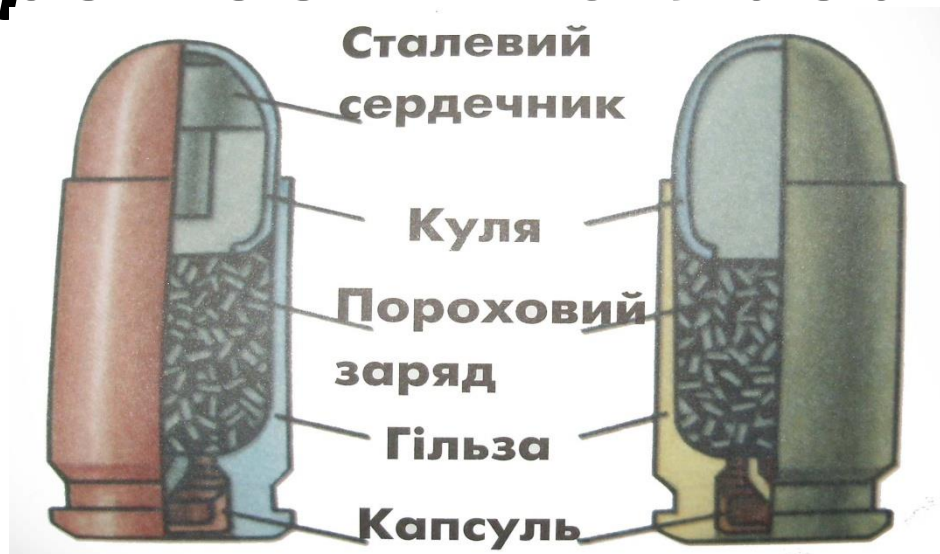 Сталевий
сердечник
Куля
Пороховий
заряд
Гільза
Капсуль